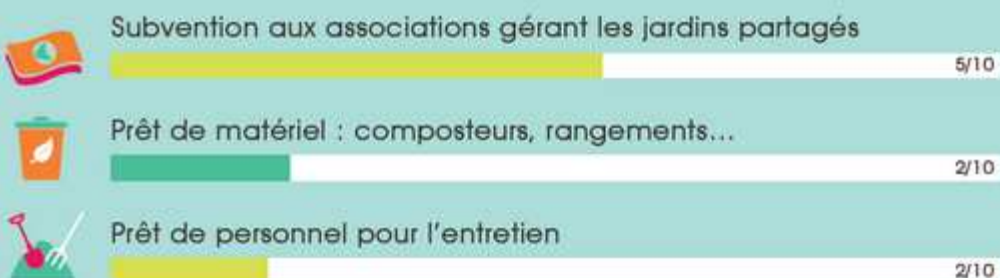 Subvention aux associations gérant les jardins partagés
5/10
Prêt de matériel : composteurs, rangements...
2/10
Prêt de personnel pour l'entretien
2/10